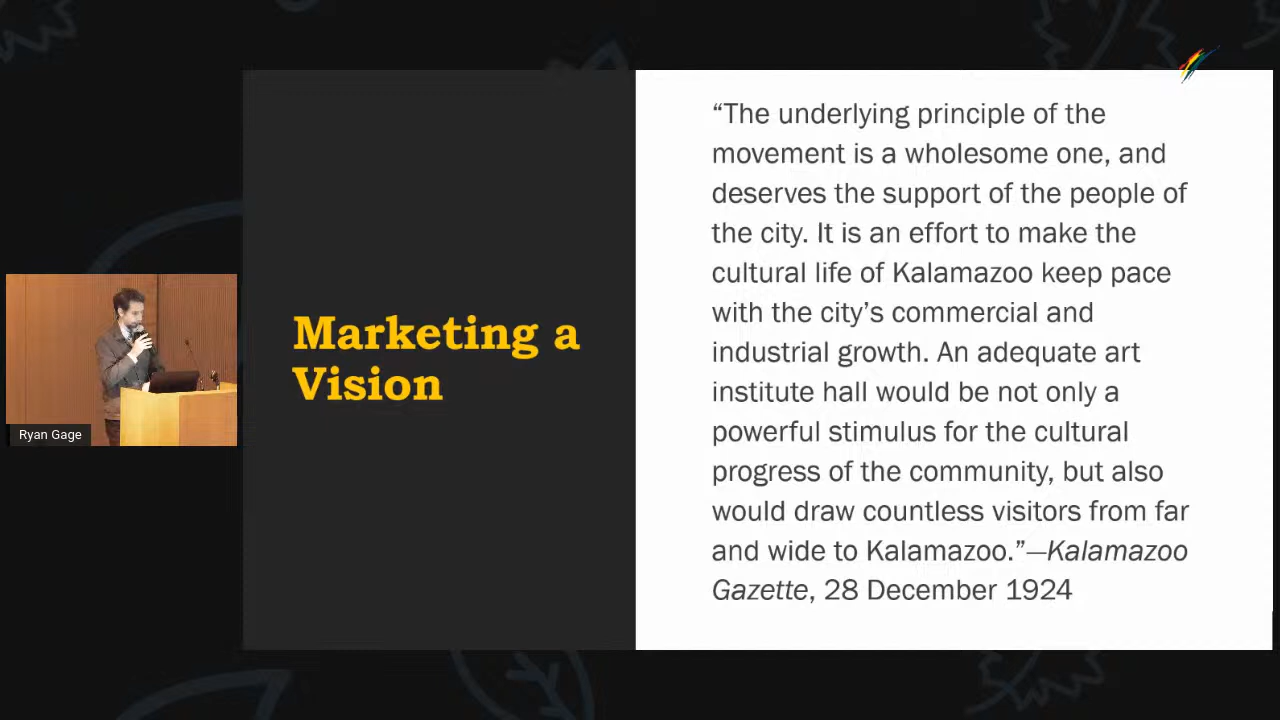 Marketing a
Vision
“The underlying principle of the
movement is a wholesome one, and
deserves the support of the people of
the city. It is an effort to make the
cultural life of Kalamazoo keep pace
with the city’s commercial and
industrial growth. An adequate art
institute hall would be not only a
powerful stimulus for the cultural
progress of the community, but also
would draw countless visitors from far
and wide to Kalamazoo.”—Kalamazoo
Gazette, 28 December 1924
Ryan Gage